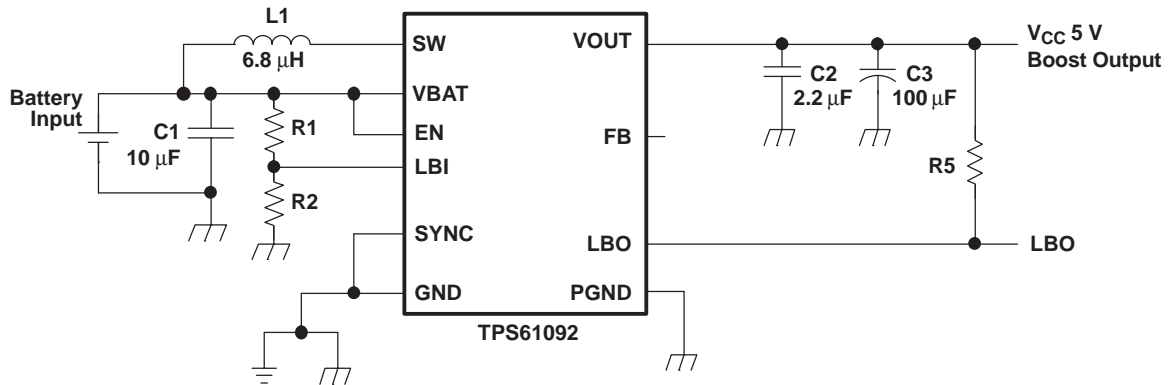 L1
6.8 μH
SW
VOUT
VCC 5 V
Boost Output
Battery
Input
C1
10 μF
VBAT
EN
R1
LBI
R2
C2
2.2 μF
C3
100 μF
FB
R5
SYNC
LBO
LBO
GND
PGND
TPS61092